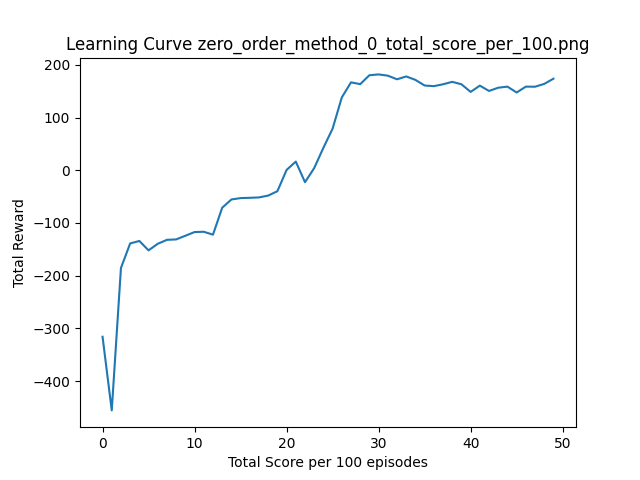 Learning Curve zero_order_method_0_total_score_per_100.png
200
100
0
−100
−200
−300
−400
Total Reward
0 10 20 30 40 50
Total Score per 100 episodes